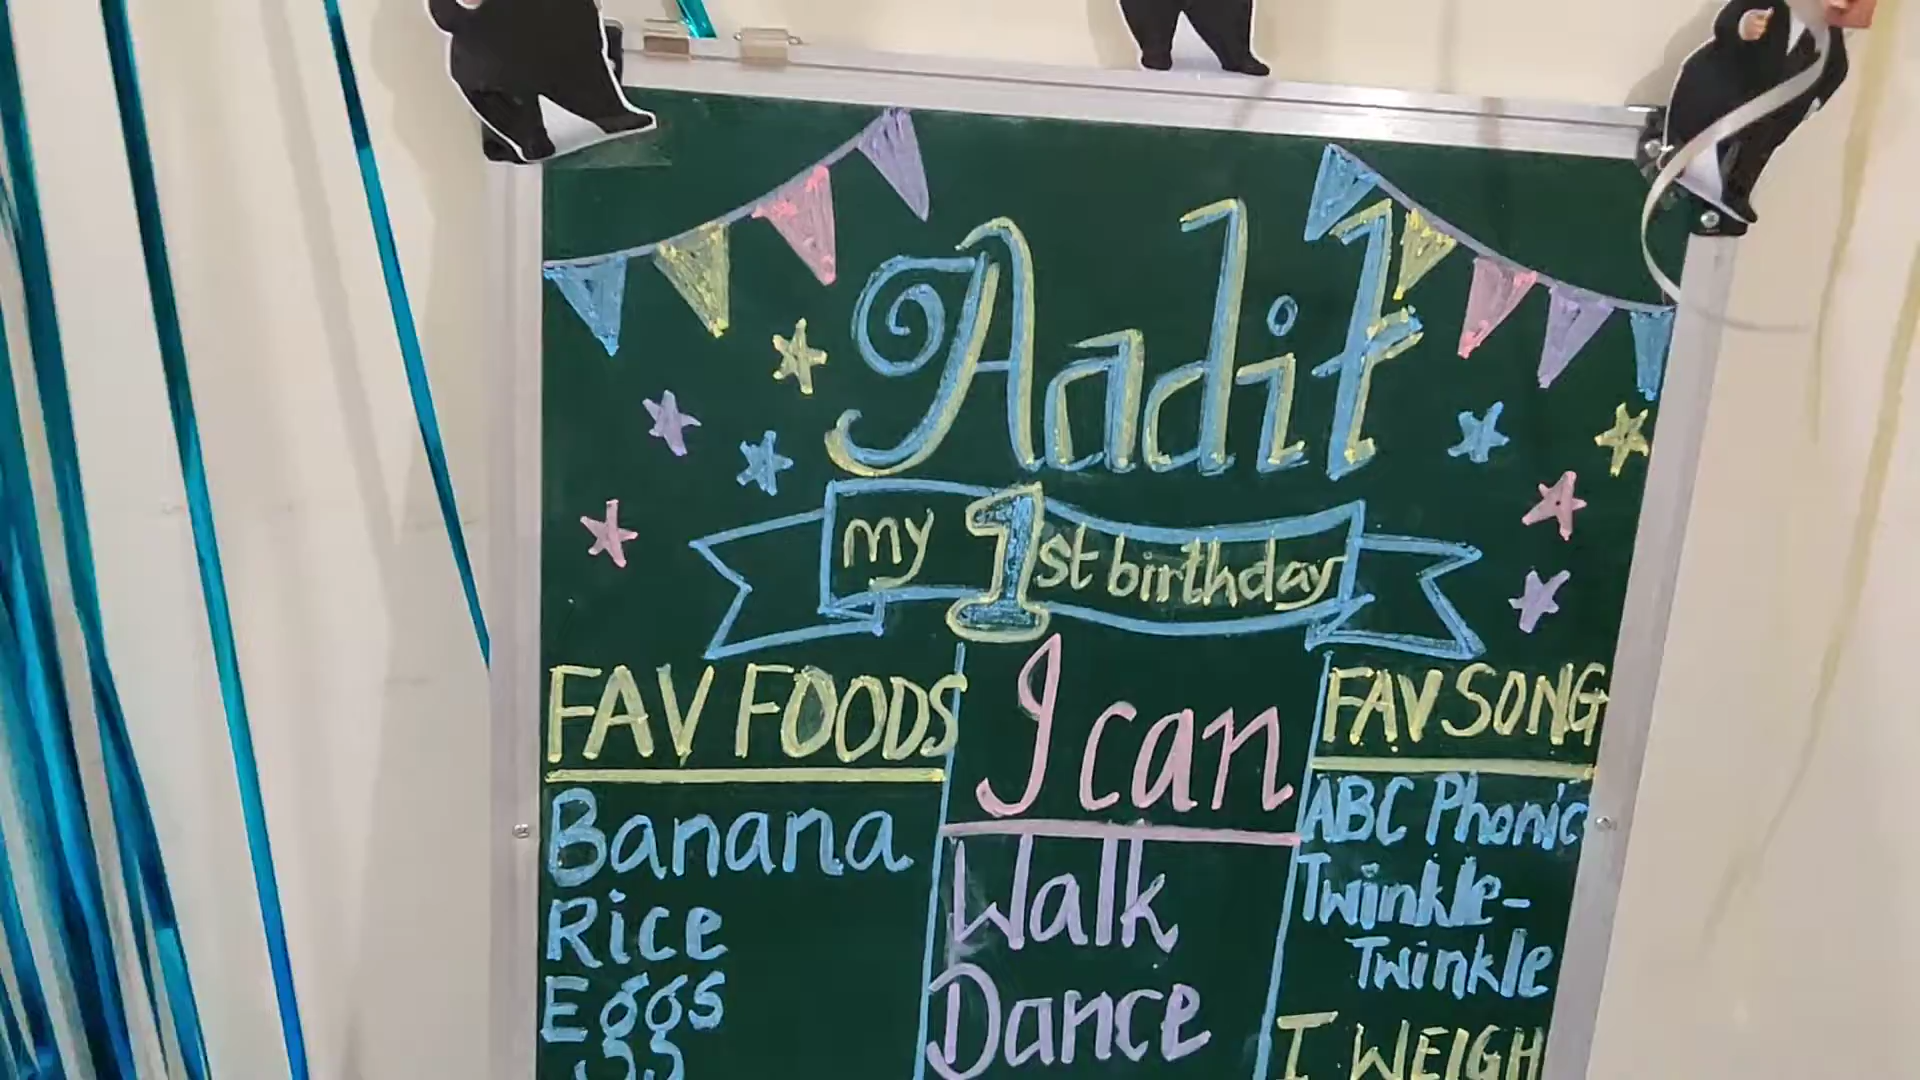 Aadit
my 1st birthday
FAV FOODS
Banana
Rice
Eggs
I can
Walk
Dance
FAV SONG
ABC Phonic
Twinkle-
Twinkle
I WEIGH